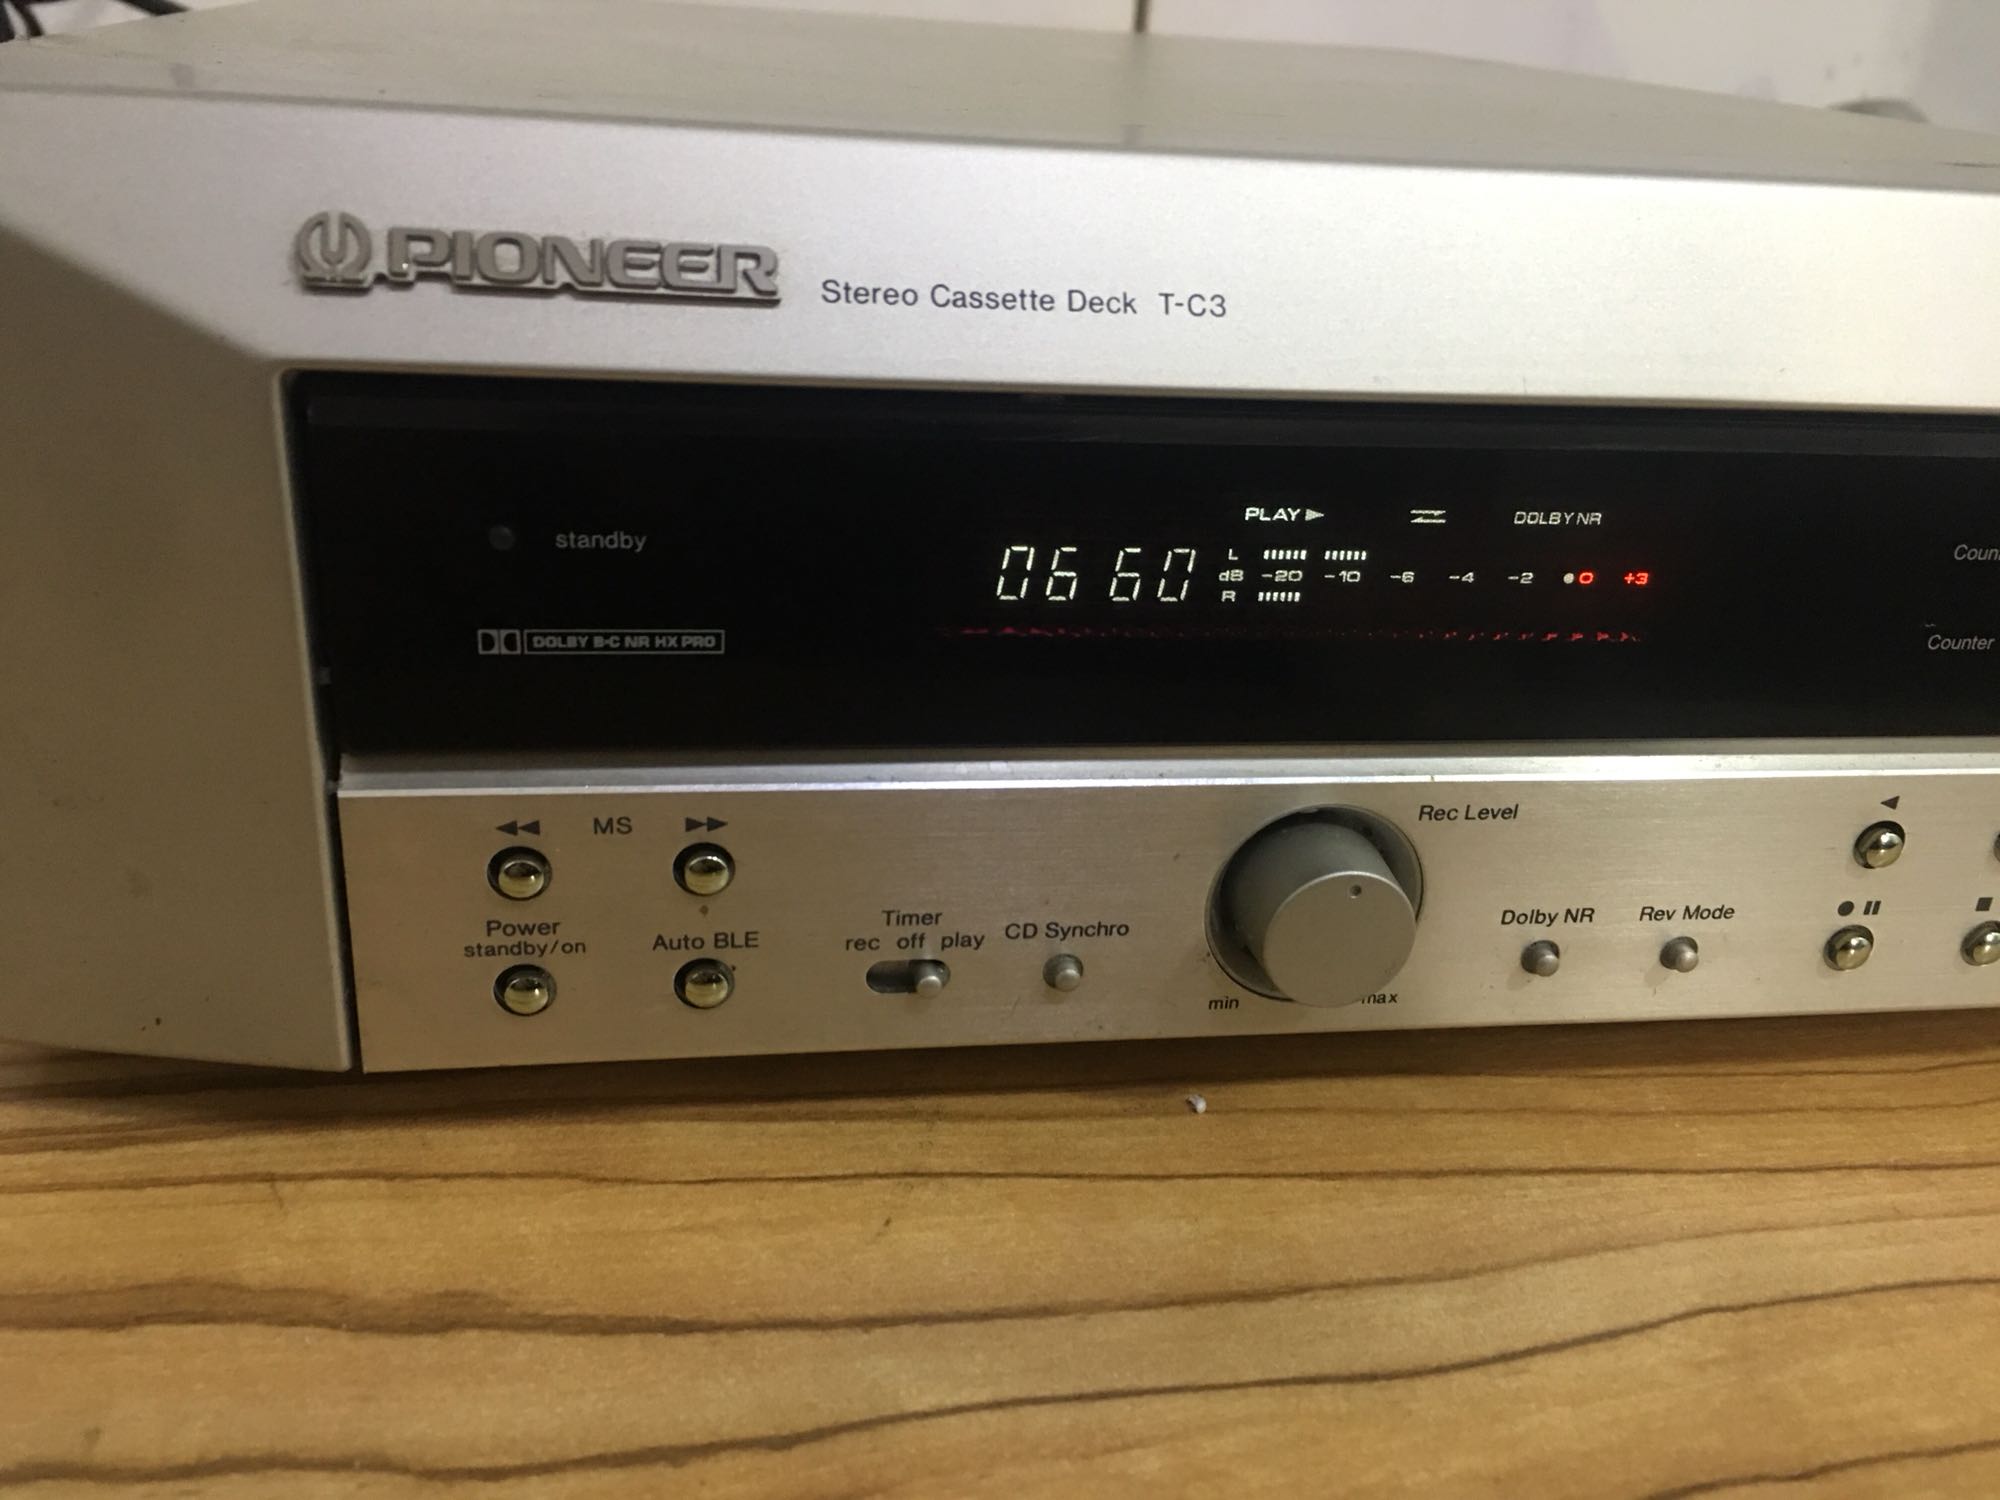 PIONEER
Stereo Cassette Deck T-C3
standby
DOLBY B-C NR HX PRO
PLAY
DOLBY NR
06 60
L
dB -20 -10 -6 -4 -2 0 +3
R
Counter
MS
Power
standby/on
Auto BLE
Timer
rec off play
CD Synchro
Rec Level
min
max
Dolby NR
Rev Mode